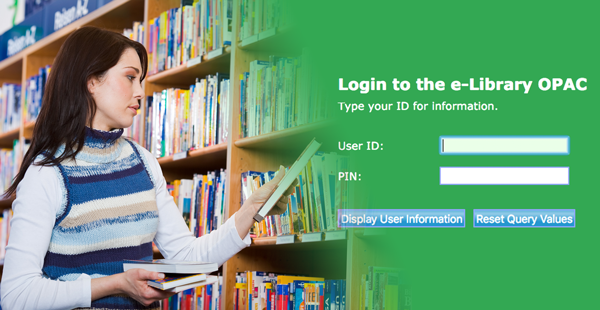 Reisen A-Z
Login to the e-Library OPAC
Type your ID for information.
User ID:
PIN:
Display User Information Reset Query Values